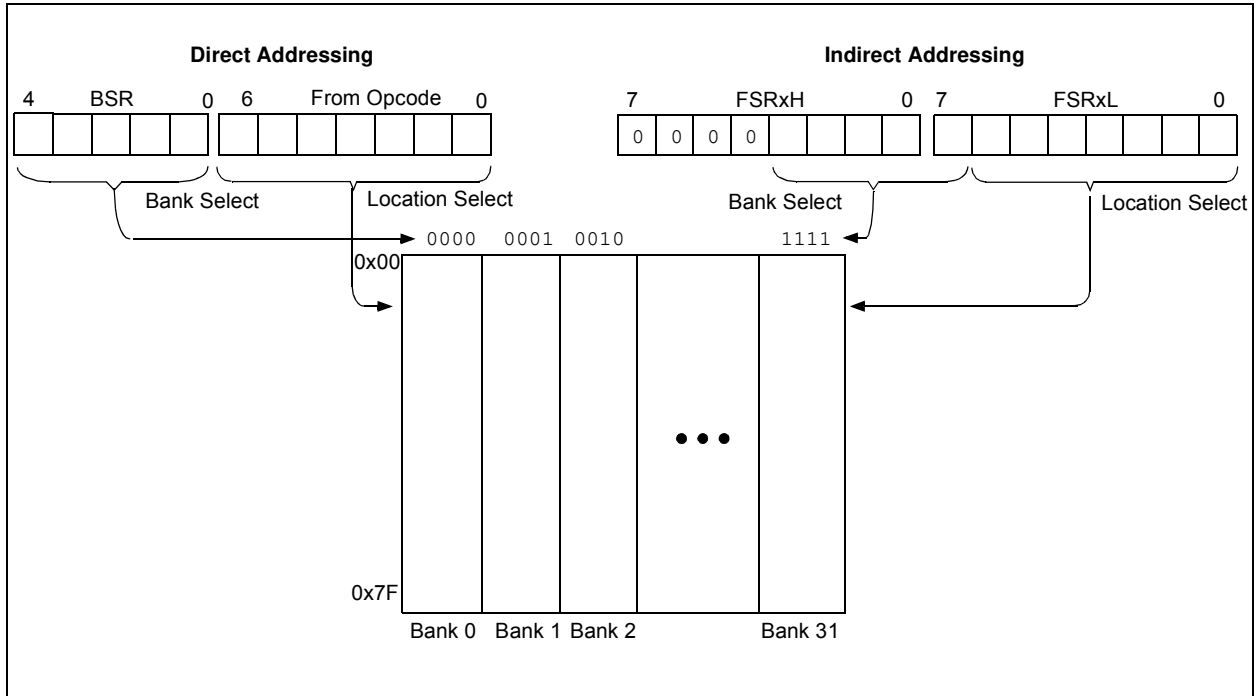 Direct Addressing
Indirect Addressing
4 BSR 0 6 From Opcode 0
7 FSRxH 0 7 FSRxL 0
0 0 0 0
Bank Select
Location Select
Bank Select
Location Select
0000 0001 0010 1111
0x00
0x7F
Bank 0 Bank 1 Bank 2 Bank 31